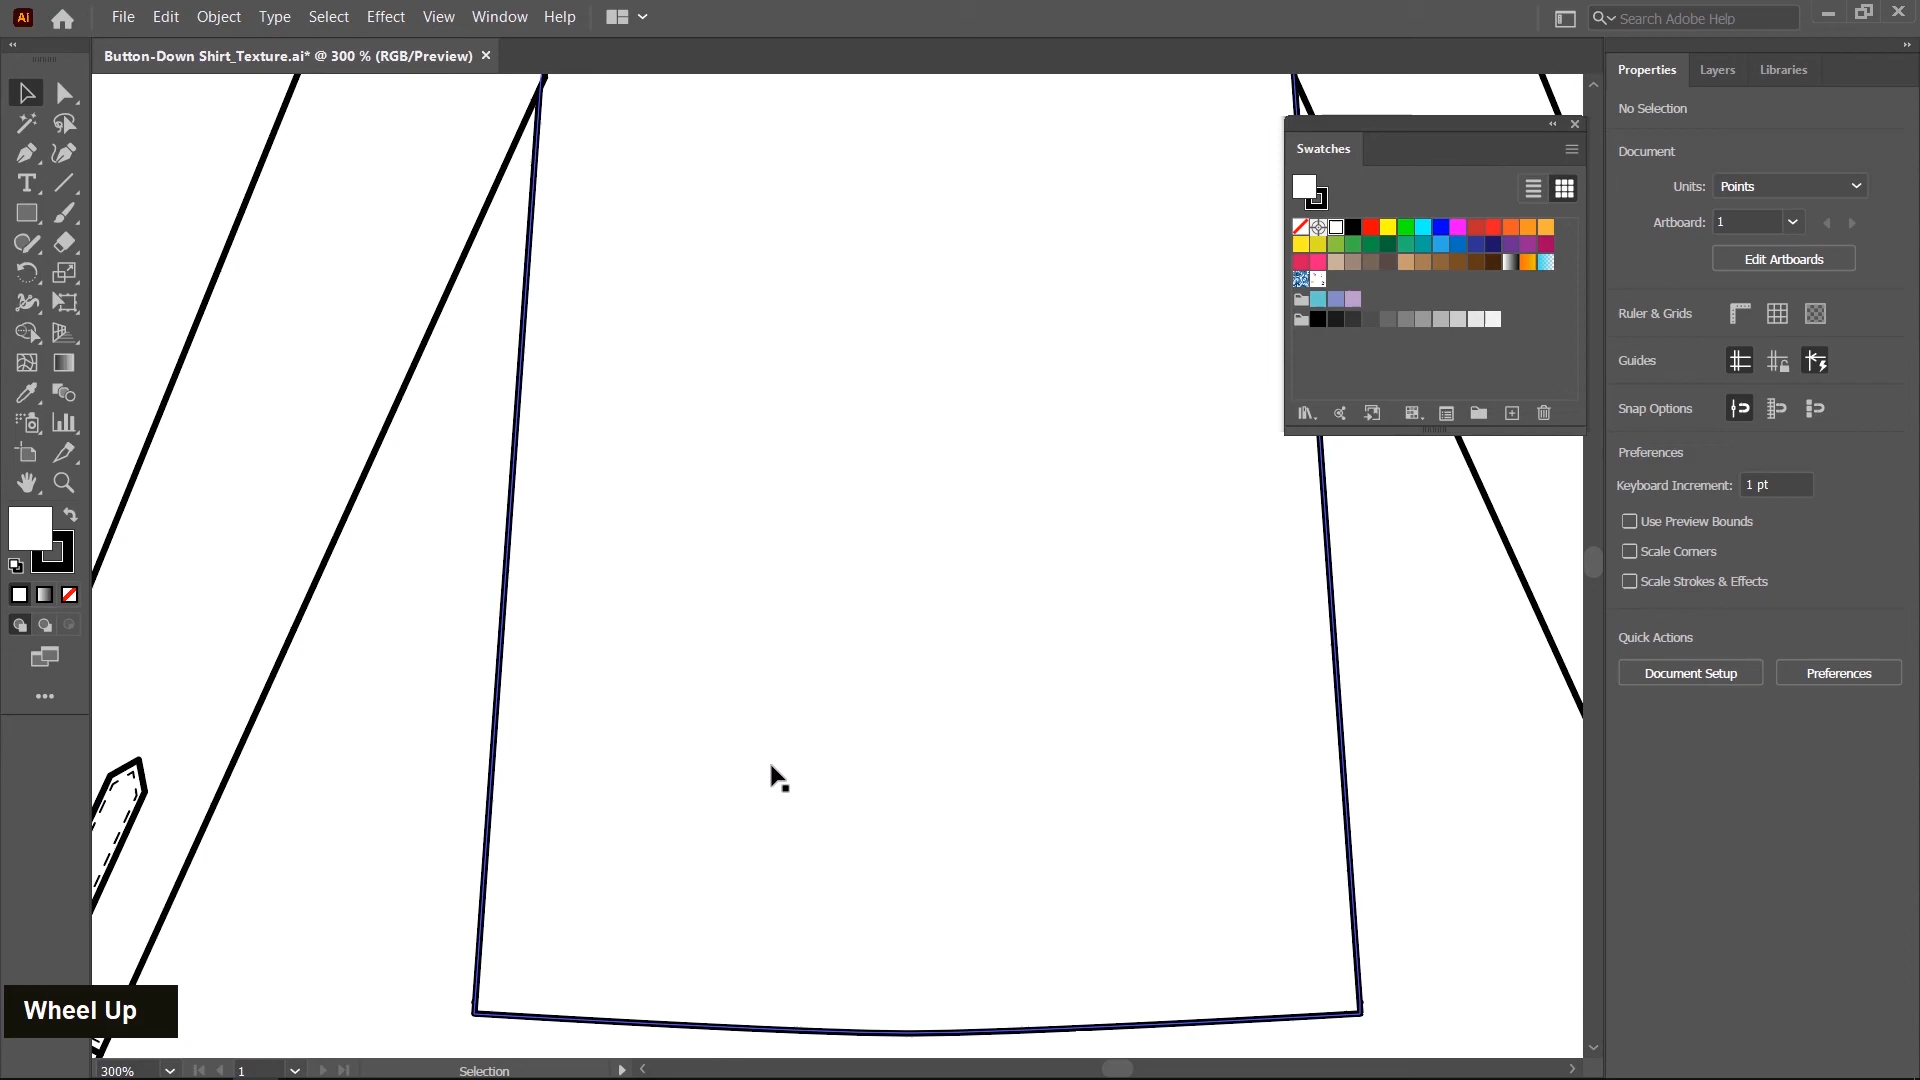 Ai
File Edit Object Type Select Effect View Window Help
Search Adobe Help
Button-Down Shirt_Texture.ai* @ 300 % (RGB/Preview)
Properties Layers Libraries
No Selection
Document
Units: Points
Artboard: 1
Edit Artboards
Ruler & Grids
Guides
Snap Options
Preferences
Keyboard Increment: 1 pt
Use Preview Bounds
Scale Corners
Scale Strokes & Effects
Quick Actions
Document Setup Preferences
Swatches
Wheel Up
300% 1 Selection